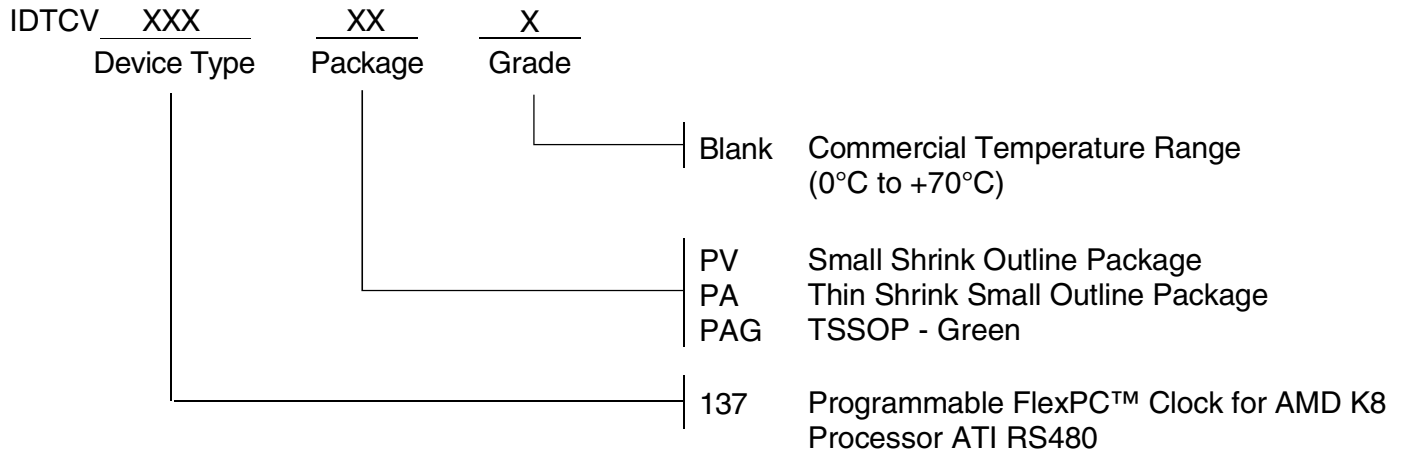 IDTCV XXX XX X
Device Type Package Grade
Blank Commercial Temperature Range
(0°C to +70°C)
PV Small Shrink Outline Package
PA Thin Shrink Small Outline Package
PAG TSSOP - Green
137 Programmable FlexPC™ Clock for AMD K8
Processor ATI RS480